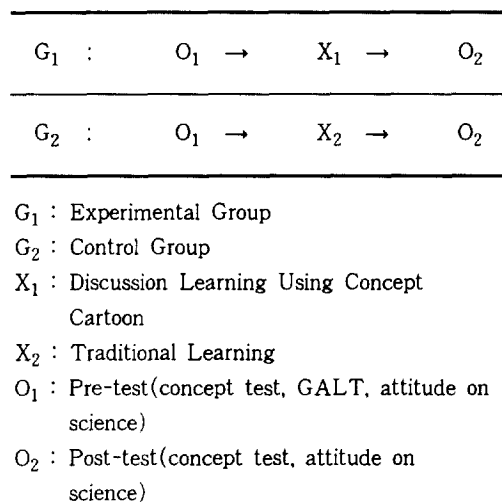 G₁ : O₁ → X₁ → O₂
G₂ : O₁ → X₂ → O₂
G₁ : Experimental Group
G₂ : Control Group
X₁ : Discussion Learning Using Concept
Cartoon
X₂ : Traditional Learning
O₁ : Pre-test(concept test, GALT, attitude on
science)
O₂ : Post-test(concept test, attitude on
science)